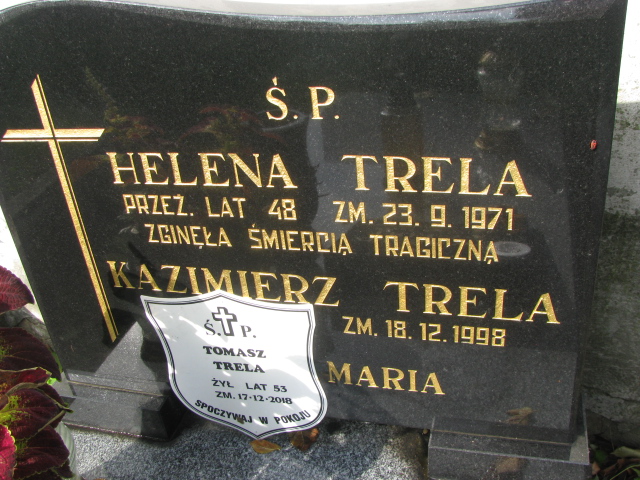 Ś.P.
HELENA TRELA
PRZEŻ. LAT 48 ZM. 23.9.1971
ZGINĘŁA ŚMIERCIĄ TRAGICZNĄ
KAZIMIERZ TRELA
ZM. 18.12.1998
MARIA
Ś. P.
TOMASZ
TRELA
ŻYŁ LAT 53
ZM. 17-12-2018
SPOCZYWAJ W POKOJU